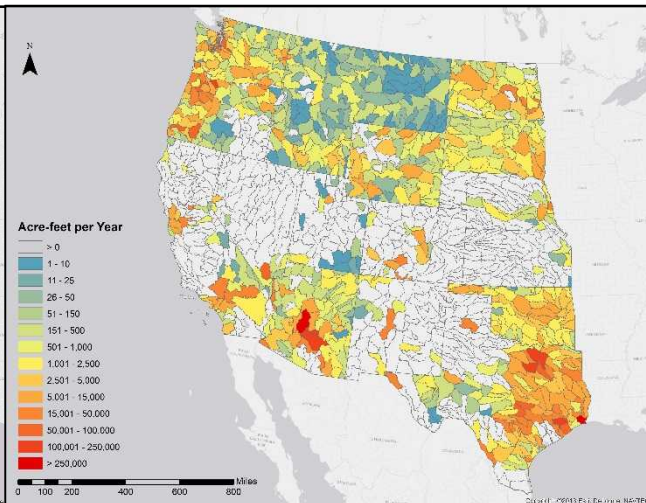 N
Acre-feet per Year
> 0
1 - 10
11 - 25
26 - 50
51 - 150
151 - 500
501 - 1,000
1.001 - 2,500
2.501 - 5,000
5.001 - 15,000
15,001 - 50,000
50,001 - 100,000
100,001 - 250,000
> 250,000
Miles
0 50 100 200 400 600 800